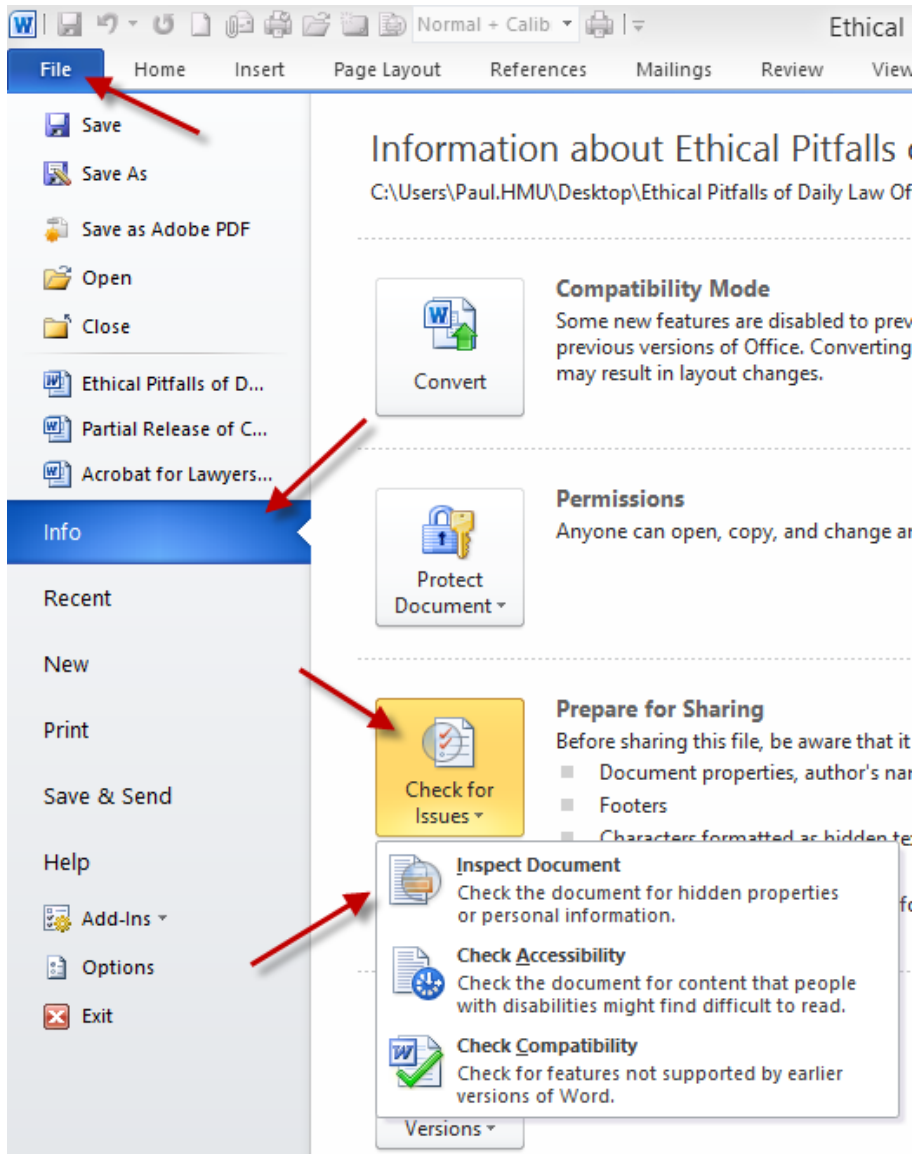 W
Normal + Calib
Ethical
File Home Insert Page Layout References Mailings Review View
Save
Save As
Save as Adobe PDF
Open
Close
Ethical Pitfalls of D...
Partial Release of C...
Acrobat for Lawyers...
Info
Recent
New
Print
Save & Send
Help
Add-Ins
Options
Exit
Information about Ethical Pitfalls
C:\Users\Paul.HMU\Desktop\Ethical Pitfalls of Daily Law Of
Convert
Compatibility Mode
Some new features are disabled to prev
previous versions of Office. Converting
may result in layout changes.
Protect
Document
Permissions
Anyone can open, copy, and change an
Check for
Issues
Prepare for Sharing
Before sharing this file, be aware that it
Document properties, author's nar
Footers
Characters formatted as hidden te
Inspect Document
Check the document for hidden properties
or personal information.
Check Accessibility
Check the document for content that people
with disabilities might find difficult to read.
Check Compatibility
Check for features not supported by earlier
versions of Word.
Versions